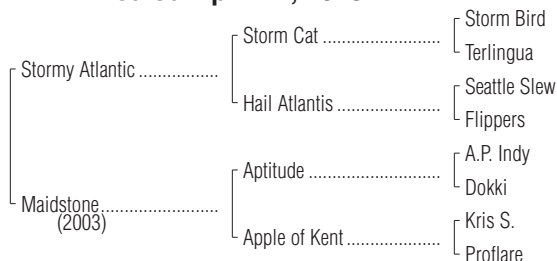 Storm Bird
Storm Cat ........................
Terlingua
Stormy Atlantic ................
Seattle Slew
Hail Atlantis .....................
Flippers
A.P. Indy
Aptitude ...........................
Dokki
Maidstone.......................
(2003)
Kris S.
Apple of Kent...................
Proflare